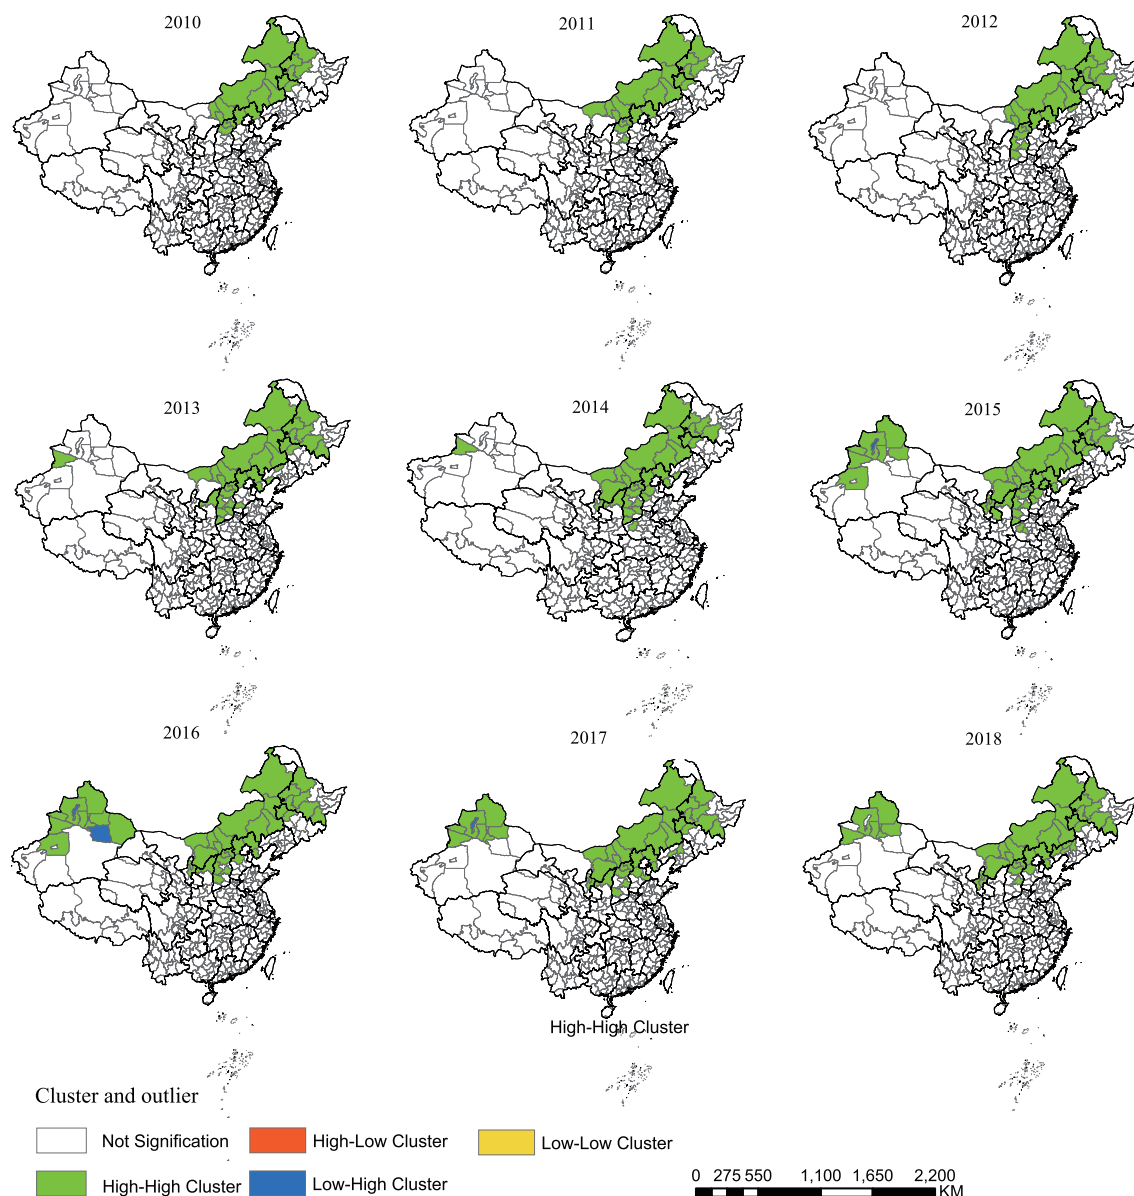 2010
2011
2012
2013
2014
2015
2016
2017
2018
High-High Cluster
Cluster and outlier
Not Signification
High-Low Cluster
Low-Low Cluster
High-High Cluster
Low-High Cluster
0 275 550 1,100 1,650 2,200
KM